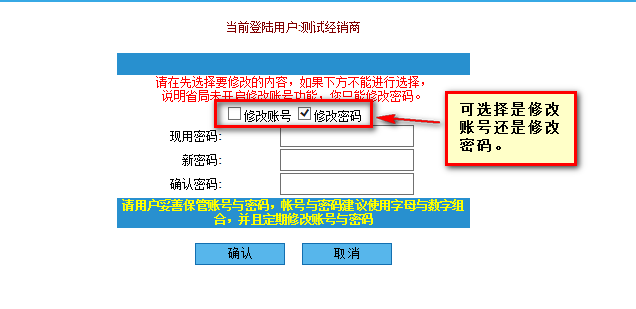 当前登陆用户:测试经销商
请在先选择要修改的内容，如果下方不能进行选择，
说明省局未开启修改账号功能，您只能修改密码。
修改账号 修改密码
可选择是修改
账号还是修改
密码。
现用密码:
新密码:
确认密码:
请用户妥善保管账号与密码，帐号与密码建议使用字母与数字组
合，并且定期修改账号与密码
确认 取消